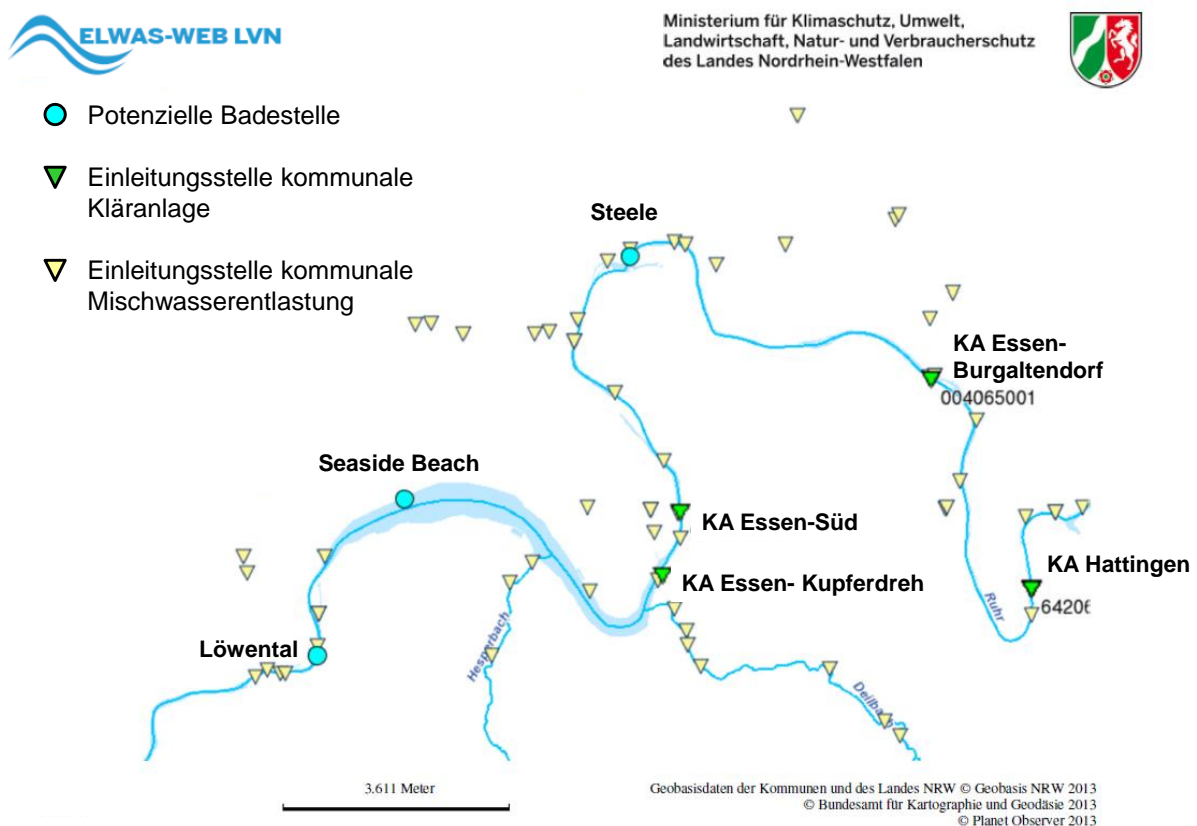 ELWAS-WEB LVN
Ministerium für Klimaschutz, Umwelt,
Landwirtschaft, Natur- und Verbraucherschutz
des Landes Nordrhein-Westfalen
Potenzielle Badestelle
Einleitungsstelle kommunale
Kläranlage
Einleitungsstelle kommunale
Mischwasserentlastung
Steele
KA Essen-
Burgaltendorf
004065001
Seaside Beach
KA Essen-Süd
KA Hattingen
KA Essen- Kupferdreh
Ruhr
64206
Löwental
Hesperbach
Deilbach
3.611 Meter
Geobasisdaten der Kommunen und des Landes NRW © Geobasis NRW 2013
© Bundesamt für Kartographie und Geodäsie 2013
© Planet Observer 2013